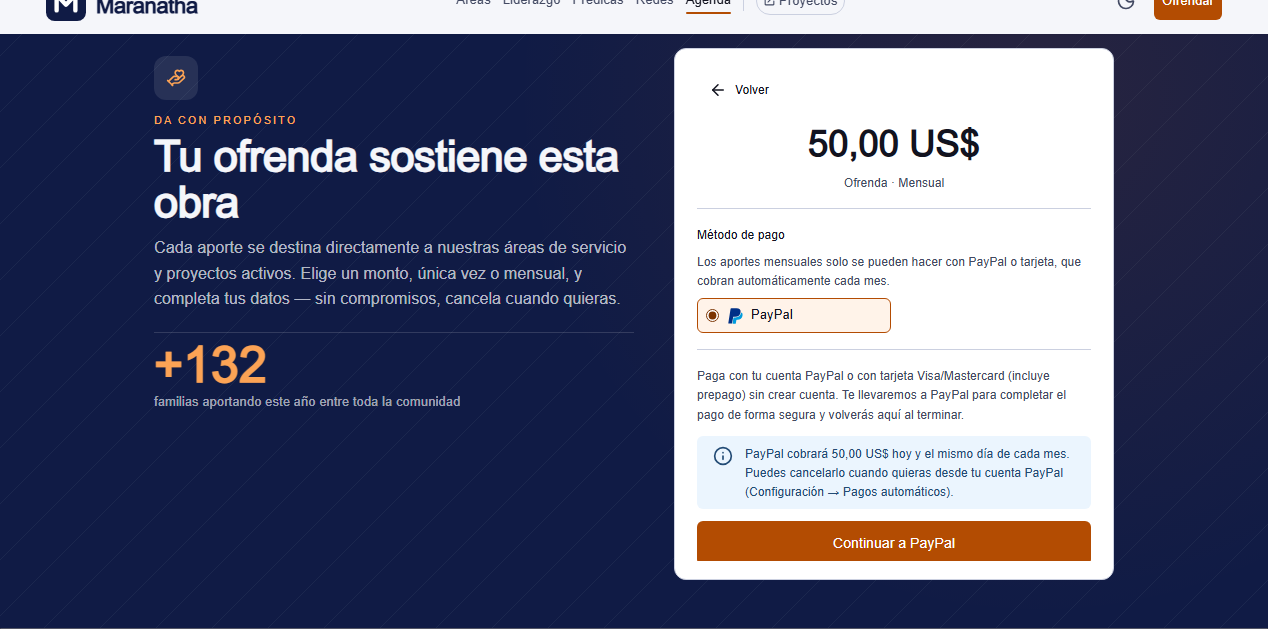 Maranatha
Áreas Liderazgo Prédicas Redes Agenda Proyectos Ofrendar
DA CON PROPÓSITO
Tu ofrenda sostiene esta
obra
Cada aporte se destina directamente a nuestras áreas de servicio
y proyectos activos. Elige un monto, única vez o mensual, y
completa tus datos — sin compromisos, cancela cuando quieras.
+132
familias aportando este año entre toda la comunidad
← Volver
50,00 US$
Ofrenda · Mensual
Método de pago
Los aportes mensuales solo se pueden hacer con PayPal o tarjeta, que
cobran automáticamente cada mes.
PayPal
Paga con tu cuenta PayPal o con tarjeta Visa/Mastercard (incluye
prepago) sin crear cuenta. Te llevaremos a PayPal para completar el
pago de forma segura y volverás aquí al terminar.
PayPal cobrará 50,00 US$ hoy y el mismo día de cada mes.
Puedes cancelarlo cuando quieras desde tu cuenta PayPal
(Configuración → Pagos automáticos).
Continuar a PayPal